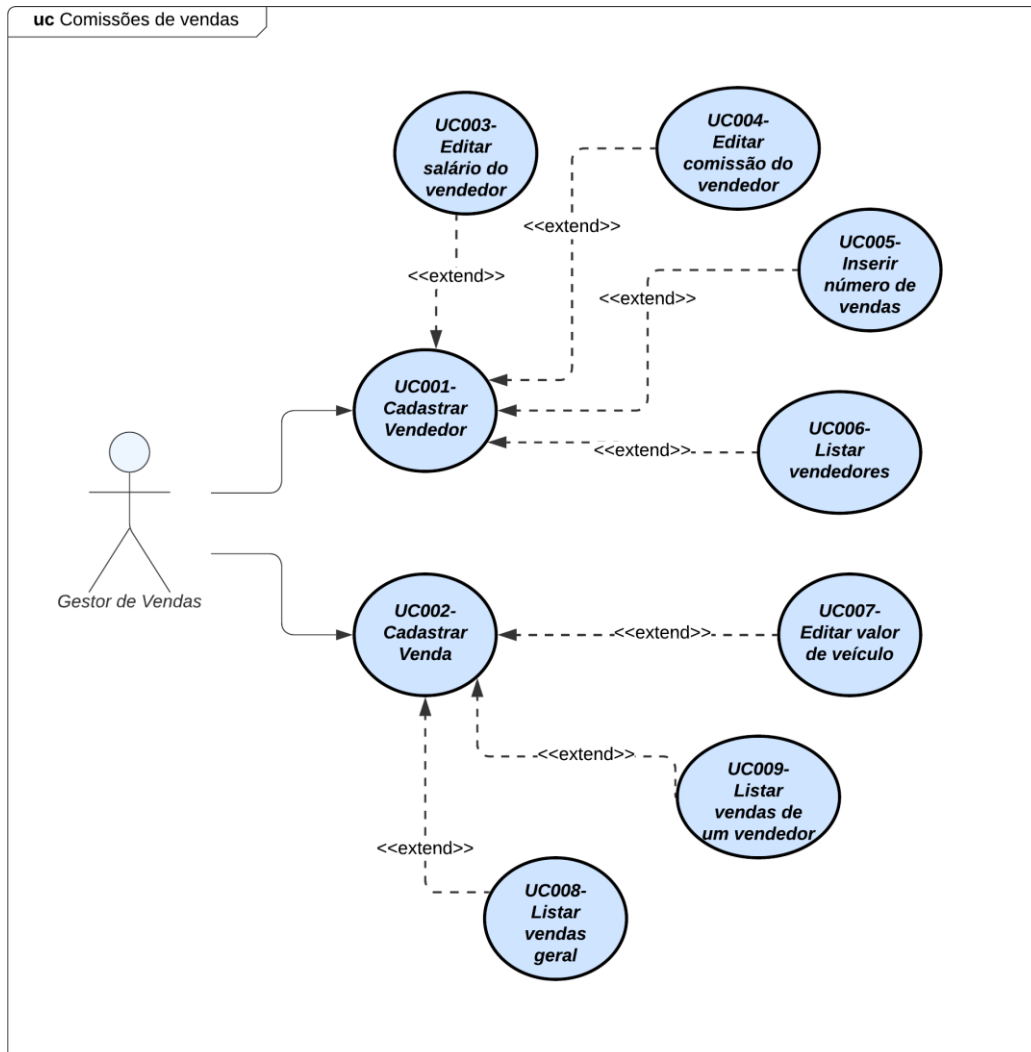 uc Comissões de vendas
UC003-
Editar
salário do
vendedor
UC004-
Editar
comissão do
vendedor
<<extend>>
UC005-
Inserir
número de
vendas
<<extend>>
<<extend>>
UC001-
Cadastrar
Vendedor
UC006-
Listar
vendedores
<<extend>>
Gestor de Vendas
UC002-
Cadastrar
Venda
UC007-
Editar valor
de veículo
<<extend>>
<<extend>>
UC009-
Listar
vendas de
um vendedor
<<extend>>
UC008-
Listar
vendas
geral